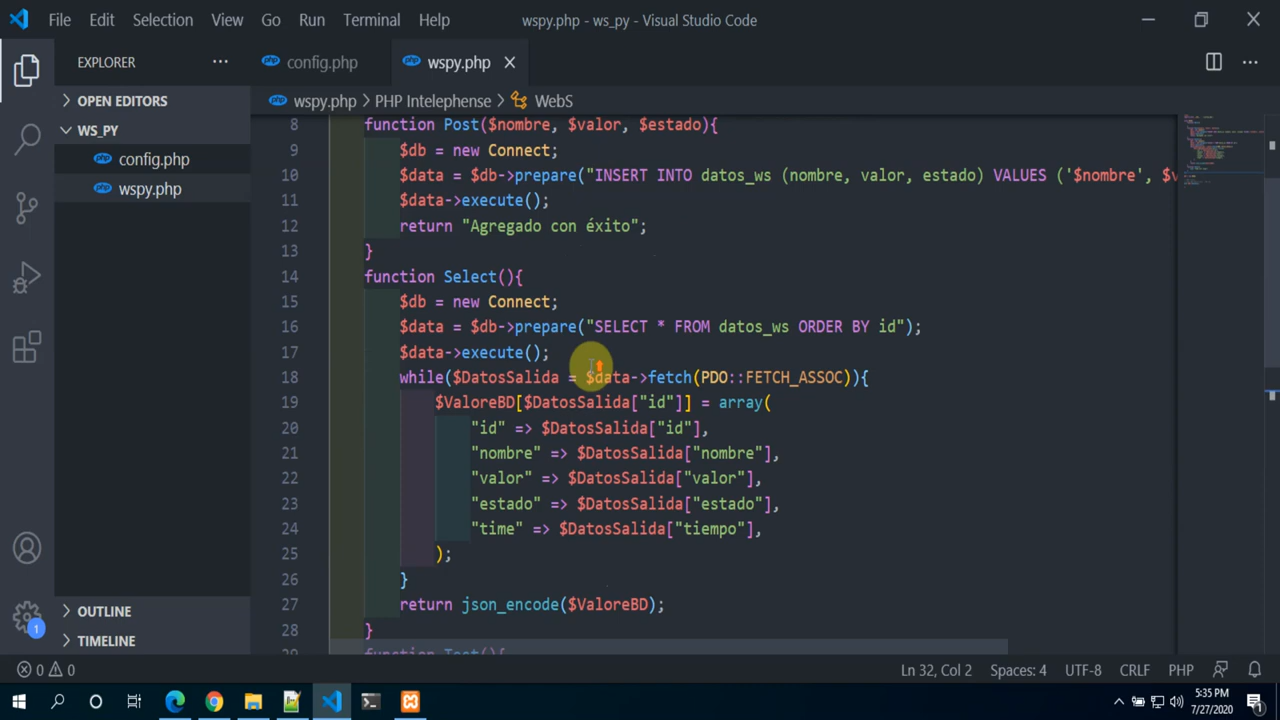 File Edit Selection View Go Run Terminal Help wspy.php - ws_py - Visual Studio Code
EXPLORER ··· config.php wspy.php
OPEN EDITORS
wspy.php > PHP Intelephense > WebS
WS_PY
config.php
wspy.php
8 function Post($nombre, $valor, $estado){
9 $db = new Connect;
10 $data = $db->prepare("INSERT INTO datos_ws (nombre, valor, estado) VALUES ('$nombre', $v
11 $data->execute();
12 return "Agregado con éxito";
13 }
14 function Select(){
15 $db = new Connect;
16 $data = $db->prepare("SELECT * FROM datos_ws ORDER BY id");
17 $data->execute();
18 while($DatosSalida = $data->fetch(PDO::FETCH_ASSOC)){
19 $ValoreBD[$DatosSalida["id"]] = array(
20 "id" => $DatosSalida["id"],
21 "nombre" => $DatosSalida["nombre"],
22 "valor" => $DatosSalida["valor"],
23 "estado" => $DatosSalida["estado"],
24 "time" => $DatosSalida["tiempo"],
25 );
26 }
27 return json_encode($ValoreBD);
28 }
OUTLINE
TIMELINE
1
0 0 Ln 32, Col 2 Spaces: 4 UTF-8 CRLF PHP
5:35 PM
7/27/2020
1